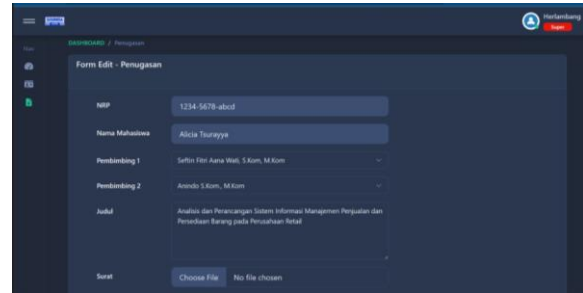 Herlambang
Super
DASHBOARD / Penugasan
Form Edit - Penugasan
NRP
1234-5678-abcd
Nama Mahasiswa
Alicia Tsurayya
Pembimbing 1
Seftin Fitri Aana Wati, S.Kom, M.Kom
Pembimbing 2
Anindo S.Kom., M.Kom
Judul
Analisis dan Perancangan Sistem Informasi Manajemen Penjualan dan
Persediaan Barang pada Perusahaan Retail
Surat
Choose File No file chosen